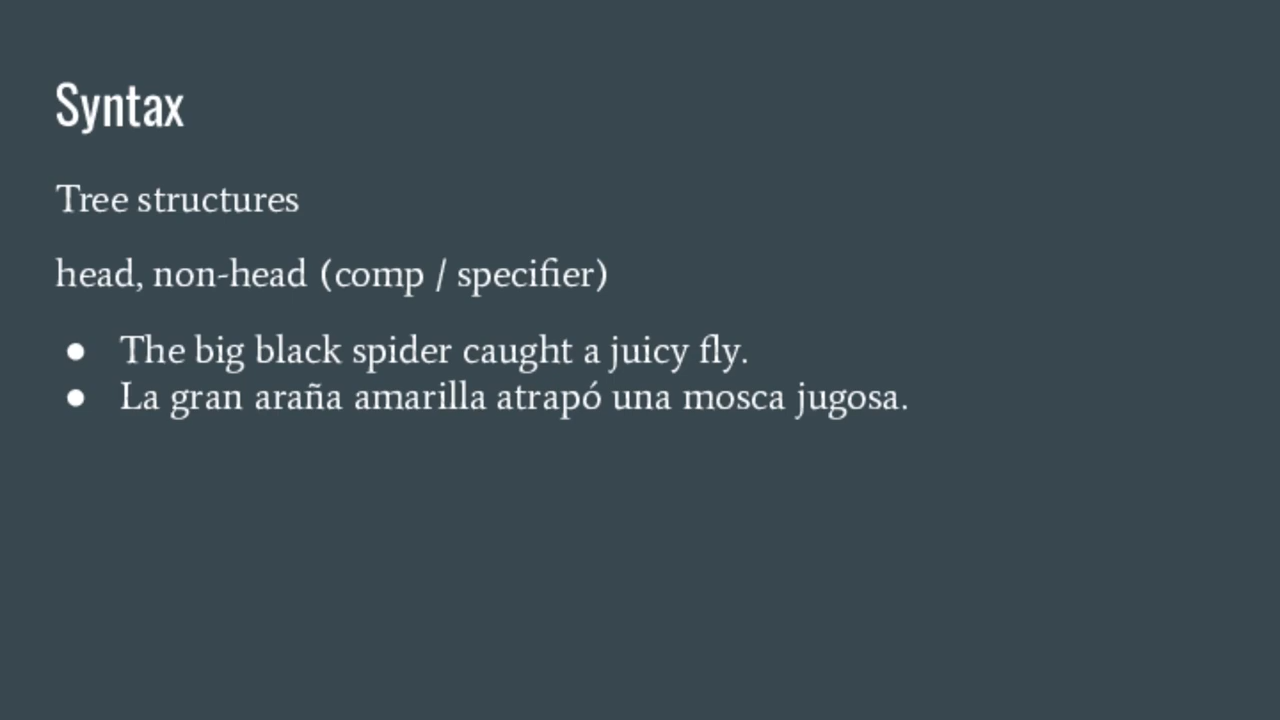 Syntax
Tree structures
head, non-head (comp / specifier)
● The big black spider caught a juicy fly.
● La gran araña amarilla atrapó una mosca jugosa.